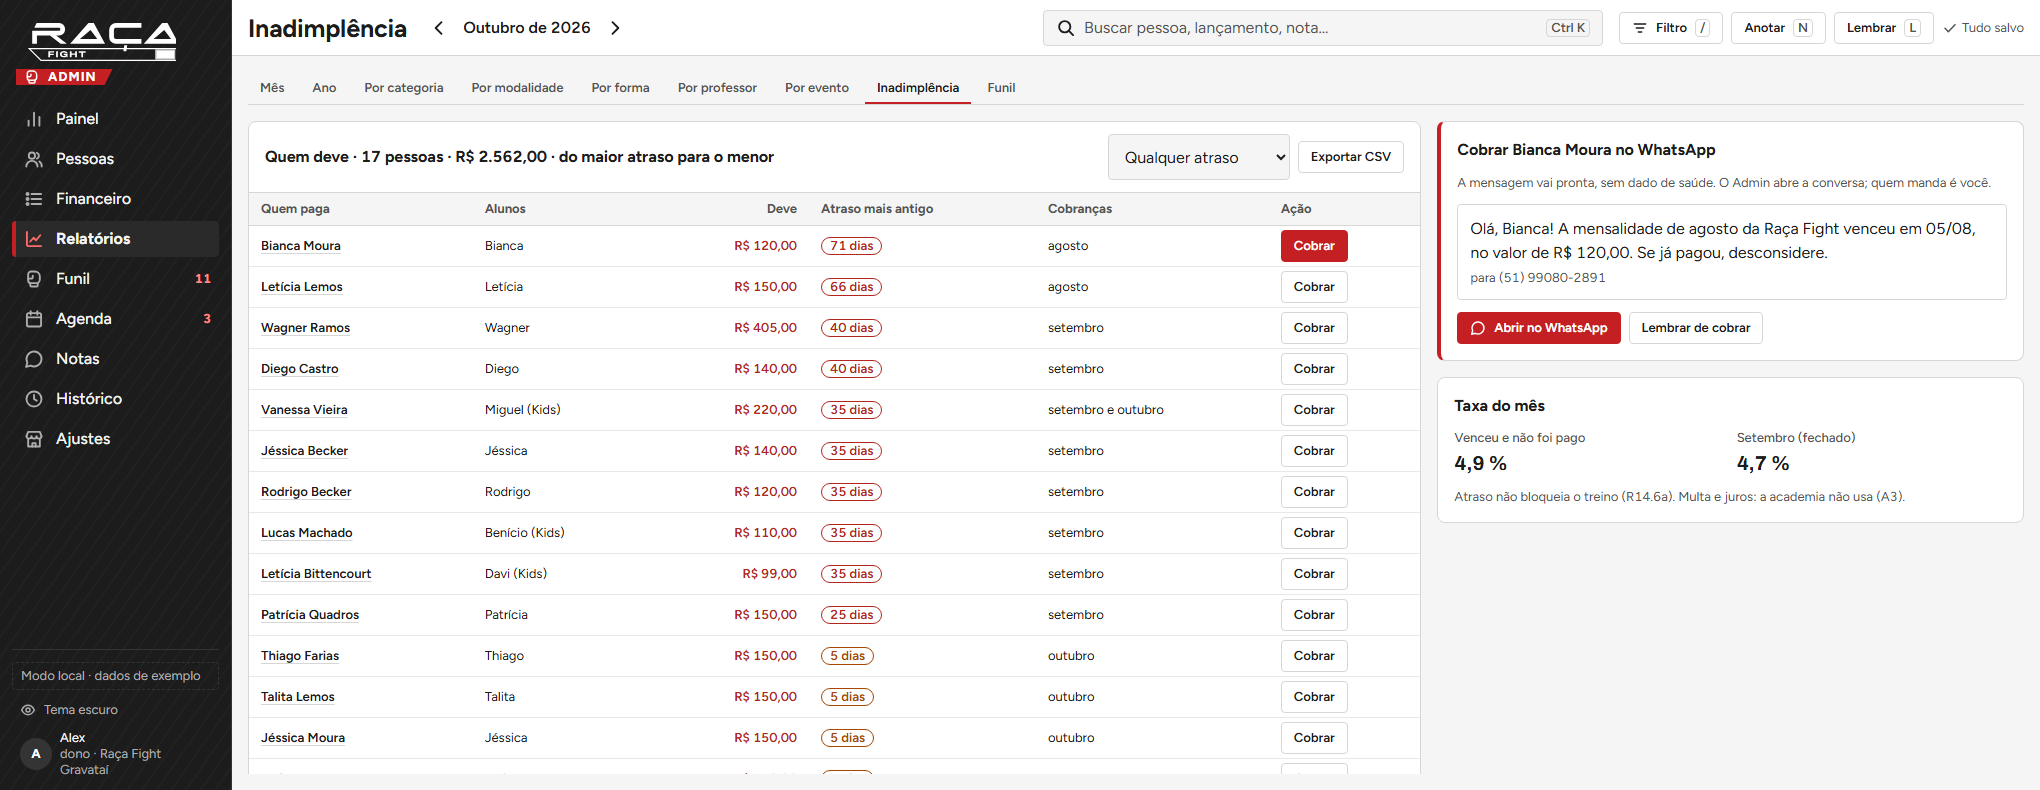 RAÇA
FIGHT
ADMIN
Painel
Pessoas
Financeiro
Relatórios
Funil 11
Agenda 3
Notas
Histórico
Ajustes
Modo local · dados de exemplo
Tema escuro
A
Alex
dono · Raça Fight
Gravataí
Inadimplência
Outubro de 2026
Buscar pessoa, lançamento, nota... Ctrl K
Filtro /
Anotar N
Lembrar L
Tudo salvo
Mês Ano Por categoria Por modalidade Por forma Por professor Por evento Inadimplência Funil
Quem deve · 17 pessoas · R$ 2.562,00 · do maior atraso para o menor
Qualquer atraso
Exportar CSV
Quem paga Alunos Deve Atraso mais antigo Cobranças Ação
Bianca Moura Bianca R$ 120,00 71 dias agosto Cobrar
Letícia Lemos Letícia R$ 150,00 66 dias agosto Cobrar
Wagner Ramos Wagner R$ 405,00 40 dias setembro Cobrar
Diego Castro Diego R$ 140,00 40 dias setembro Cobrar
Vanessa Vieira Miguel (Kids) R$ 220,00 35 dias setembro e outubro Cobrar
Jéssica Becker Jéssica R$ 140,00 35 dias setembro Cobrar
Rodrigo Becker Rodrigo R$ 120,00 35 dias setembro Cobrar
Lucas Machado Benício (Kids) R$ 110,00 35 dias setembro Cobrar
Letícia Bittencourt Davi (Kids) R$ 99,00 35 dias setembro Cobrar
Patrícia Quadros Patrícia R$ 150,00 25 dias setembro Cobrar
Thiago Farias Thiago R$ 150,00 5 dias outubro Cobrar
Talita Lemos Talita R$ 150,00 5 dias outubro Cobrar
Jéssica Moura Jéssica R$ 150,00 5 dias outubro Cobrar
Cobrar Bianca Moura no WhatsApp
A mensagem vai pronta, sem dado de saúde. O Admin abre a conversa; quem manda é você.
Olá, Bianca! A mensalidade de agosto da Raça Fight venceu em 05/08,
no valor de R$ 120,00. Se já pagou, desconsidere.
para (51) 99080-2891
Abrir no WhatsApp
Lembrar de cobrar
Taxa do mês
Venceu e não foi pago Setembro (fechado)
4,9 % 4,7 %
Atraso não bloqueia o treino (R14.6a). Multa e juros: a academia não usa (A3).